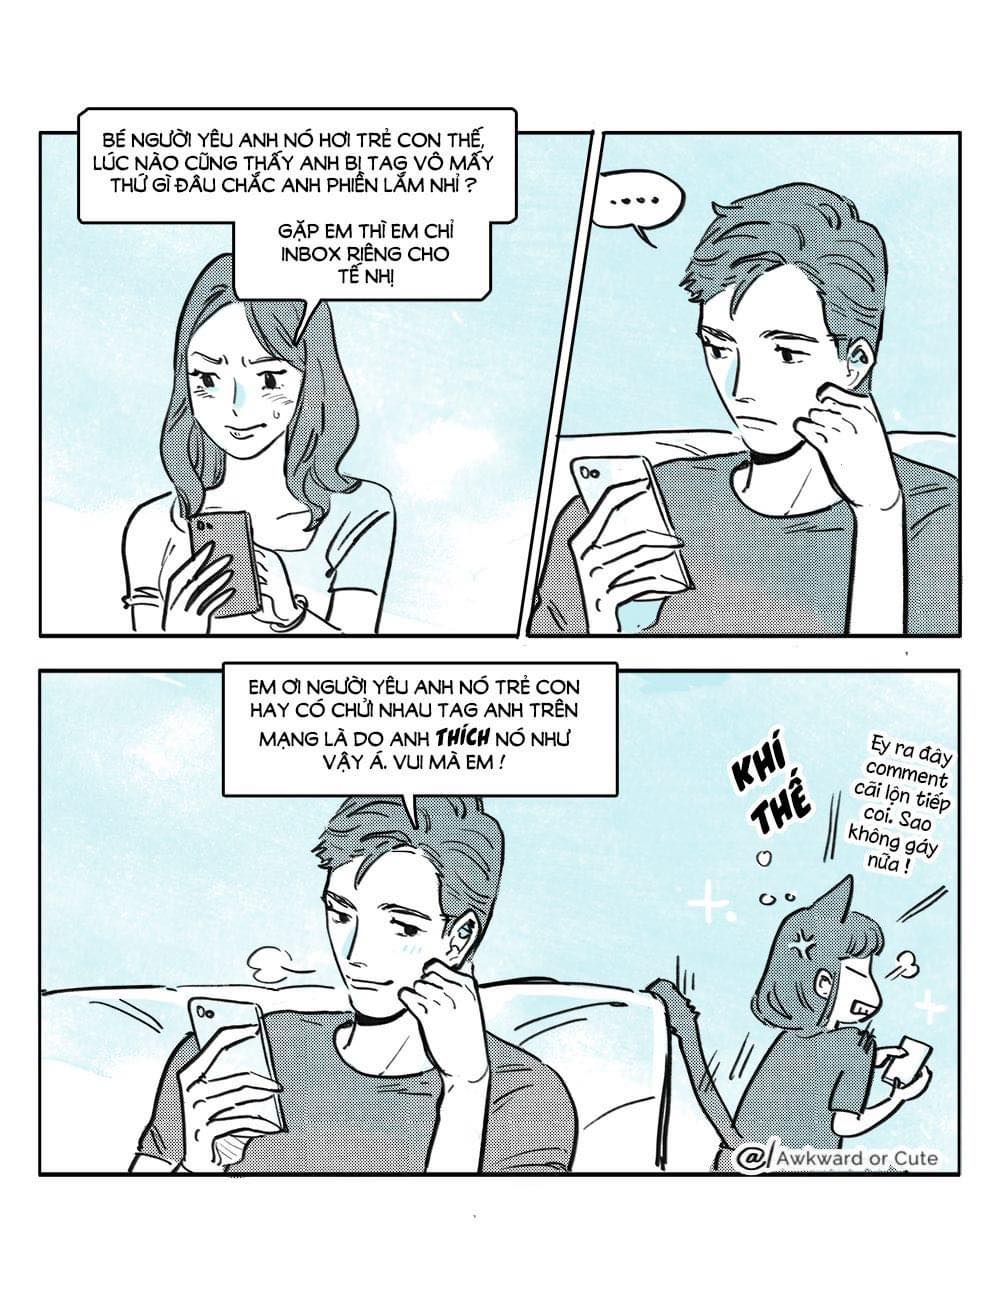 BÉ NGƯỜI YÊU ANH NÓ HƠI TRẺ CON THẾ,
LÚC NÀO CŨNG THẤY ANH BỊ TAG VÔ MẤY
THỨ GÌ ĐÂU CHẮC ANH PHIỀN LẮM NHỈ ?
GẶP EM THÌ EM CHỈ
INBOX RIÊNG CHO
TẾ NHỊ
....
EM ƠI NGƯỜI YÊU ANH NÓ TRẺ CON
HAY CÓ CHỬI NHAU TAG ANH TRÊN
MẠNG LÀ DO ANH THÍCH NÓ NHƯ
VẬY Á. VUI MÀ EM !
KHÍ
THẾ
Ey ra đây
comment
cãi lộn tiếp
coi. Sao
không gáy
nữa !
@/ Awkward or Cute